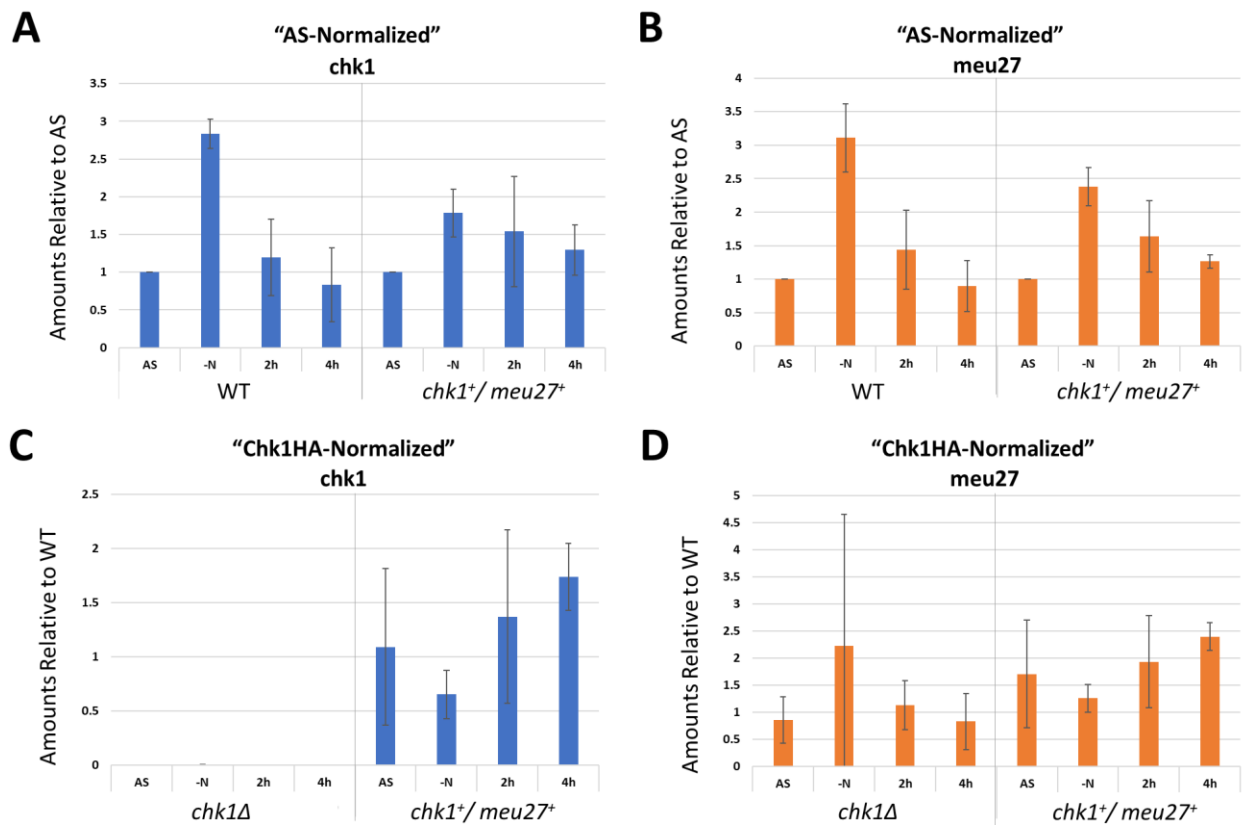 A
"AS-Normalized"
chk1
Amounts Relative to AS
3.5
3
2.5
2
1.5
1
0.5
0
AS -N 2h 4h AS -N 2h 4h
WT chk1⁺/ meu27⁺
B
"AS-Normalized"
meu27
Amounts Relative to AS
4
3.5
3
2.5
2
1.5
1
0.5
0
AS -N 2h 4h AS -N 2h 4h
WT chk1⁺/ meu27⁺
C
"Chk1HA-Normalized"
chk1
Amounts Relative to WT
2.5
2
1.5
1
0.5
0
AS -N 2h 4h AS -N 2h 4h
chk1Δ chk1⁺/ meu27⁺
D
"Chk1HA-Normalized"
meu27
Amounts Relative to WT
5
4.5
4
3.5
3
2.5
2
1.5
1
0.5
0
AS -N 2h 4h AS -N 2h 4h
chk1Δ chk1⁺/ meu27⁺